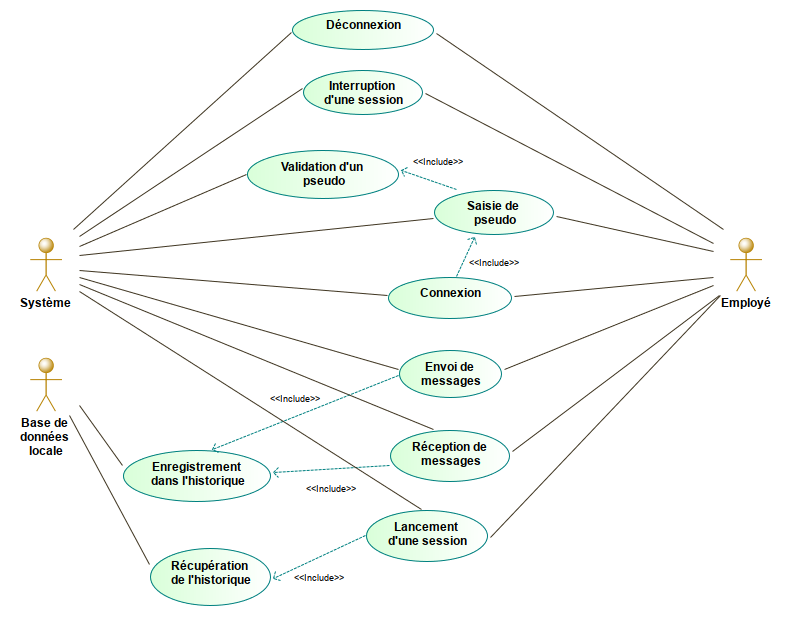 Déconnexion
Interruption
d'une session
Validation d'un
pseudo
<<Include>>
Saisie de
pseudo
<<Include>>
Système
Connexion
Employé
Envoi de
messages
<<Include>>
Base de
données
locale
Réception de
messages
Enregistrement
dans l'historique
<<Include>>
Lancement
d'une session
Récupération
de l'historique
<<Include>>